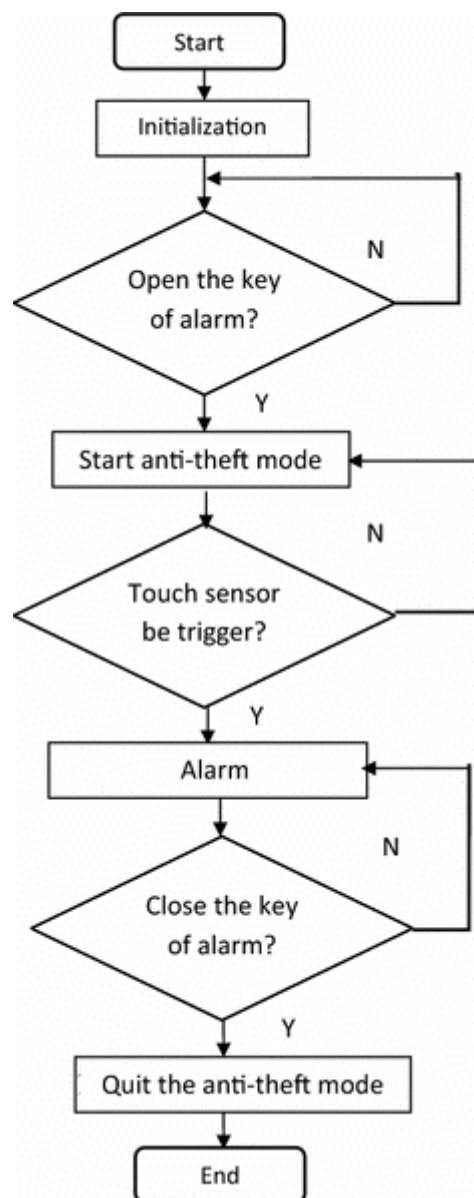 Start
Initialization
N
Open the key
of alarm?
Y
Start anti-theft mode
N
Touch sensor
be trigger?
Y
Alarm
N
Close the key
of alarm?
Y
Quit the anti-theft mode
End